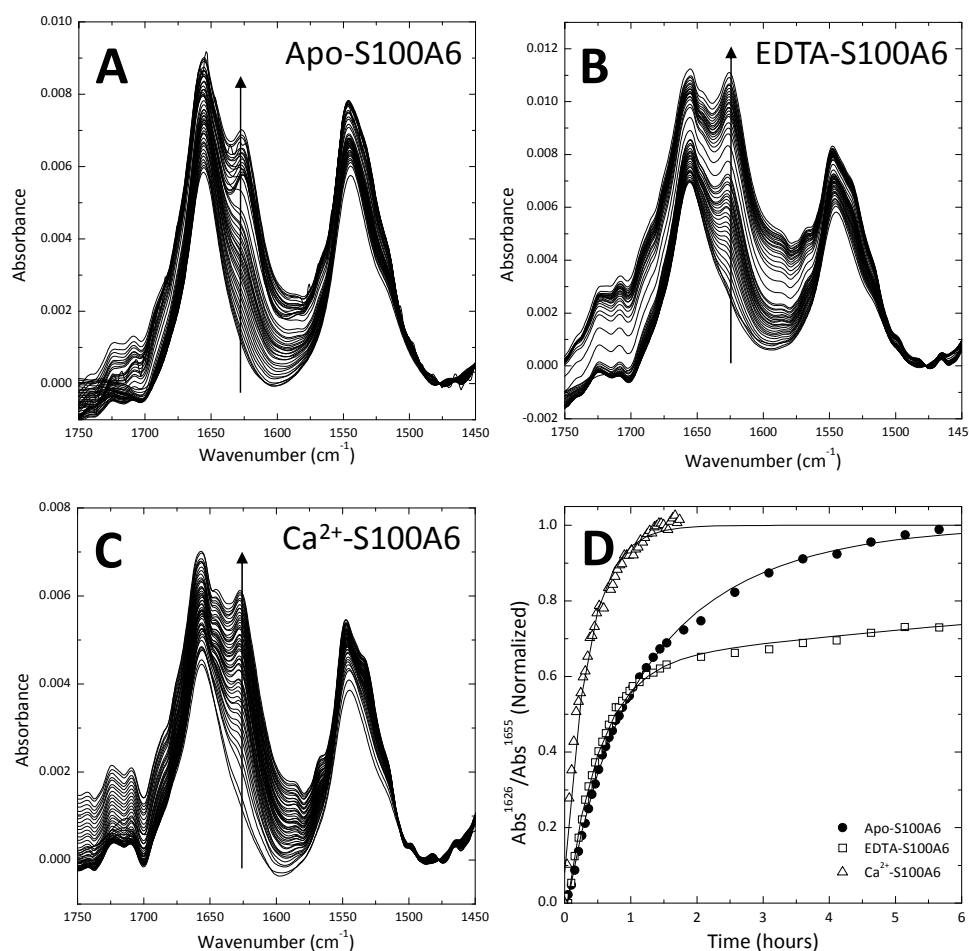 A
Apo-S100A6
0.010
0.008
0.006
0.004
0.002
0.000
Absorbance
1750 1700 1650 1600 1550 1500 1450
Wavenumber (cm⁻¹)
B
EDTA-S100A6
0.012
0.010
0.008
0.006
0.004
0.002
0.000
-0.002
Absorbance
1750 1700 1650 1600 1550 1500 145
Wavenumber (cm⁻¹)
C
Ca²⁺-S100A6
0.008
0.006
0.004
0.002
0.000
Absorbance
1750 1700 1650 1600 1550 1500 1450
Wavenumber (cm⁻¹)
D
1.0
0.8
0.6
0.4
0.2
0.0
Abs¹⁶²⁶/Abs¹⁶⁵⁵ (Normalized)
Apo-S100A6
EDTA-S100A6
Ca²⁺-S100A6
0 1 2 3 4 5 6
Time (hours)